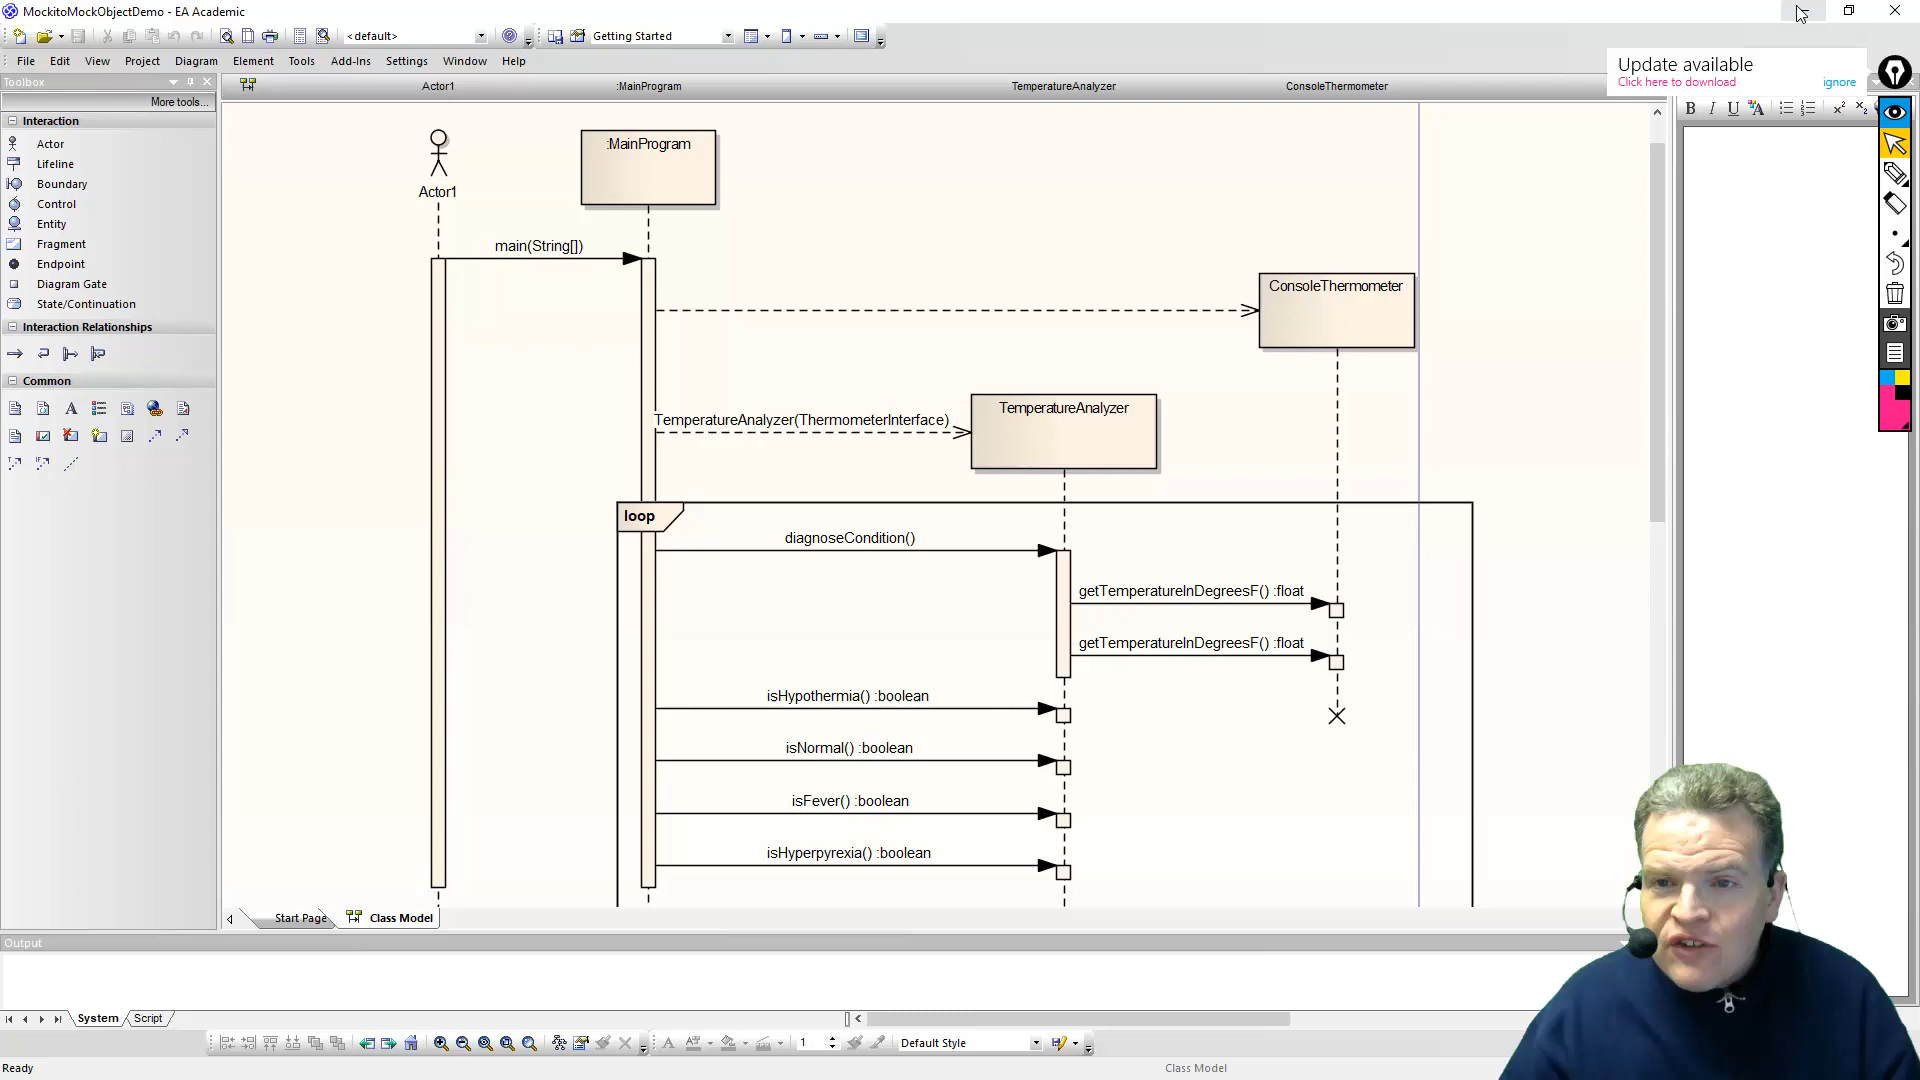 MockitoMockObjectDemo - EA Academic
<default>
Getting Started
File Edit View Project Diagram Element Tools Add-Ins Settings Window Help
Update available
Click here to download ignore
Toolbox
More tools...
Interaction
Actor
Lifeline
Boundary
Control
Entity
Fragment
Endpoint
Diagram Gate
State/Continuation
Interaction Relationships
Common
Actor1 :MainProgram TemperatureAnalyzer ConsoleThermometer
:MainProgram
Actor1
main(String[])
ConsoleThermometer
TemperatureAnalyzer
TemperatureAnalyzer(ThermometerInterface)
loop
diagnoseCondition()
getTemperatureInDegreesF() :float
getTemperatureInDegreesF() :float
isHypothermia() :boolean
isNormal() :boolean
isFever() :boolean
isHyperpyrexia() :boolean
Start Page Class Model
Output
System Script
1 Default Style
Ready Class Model